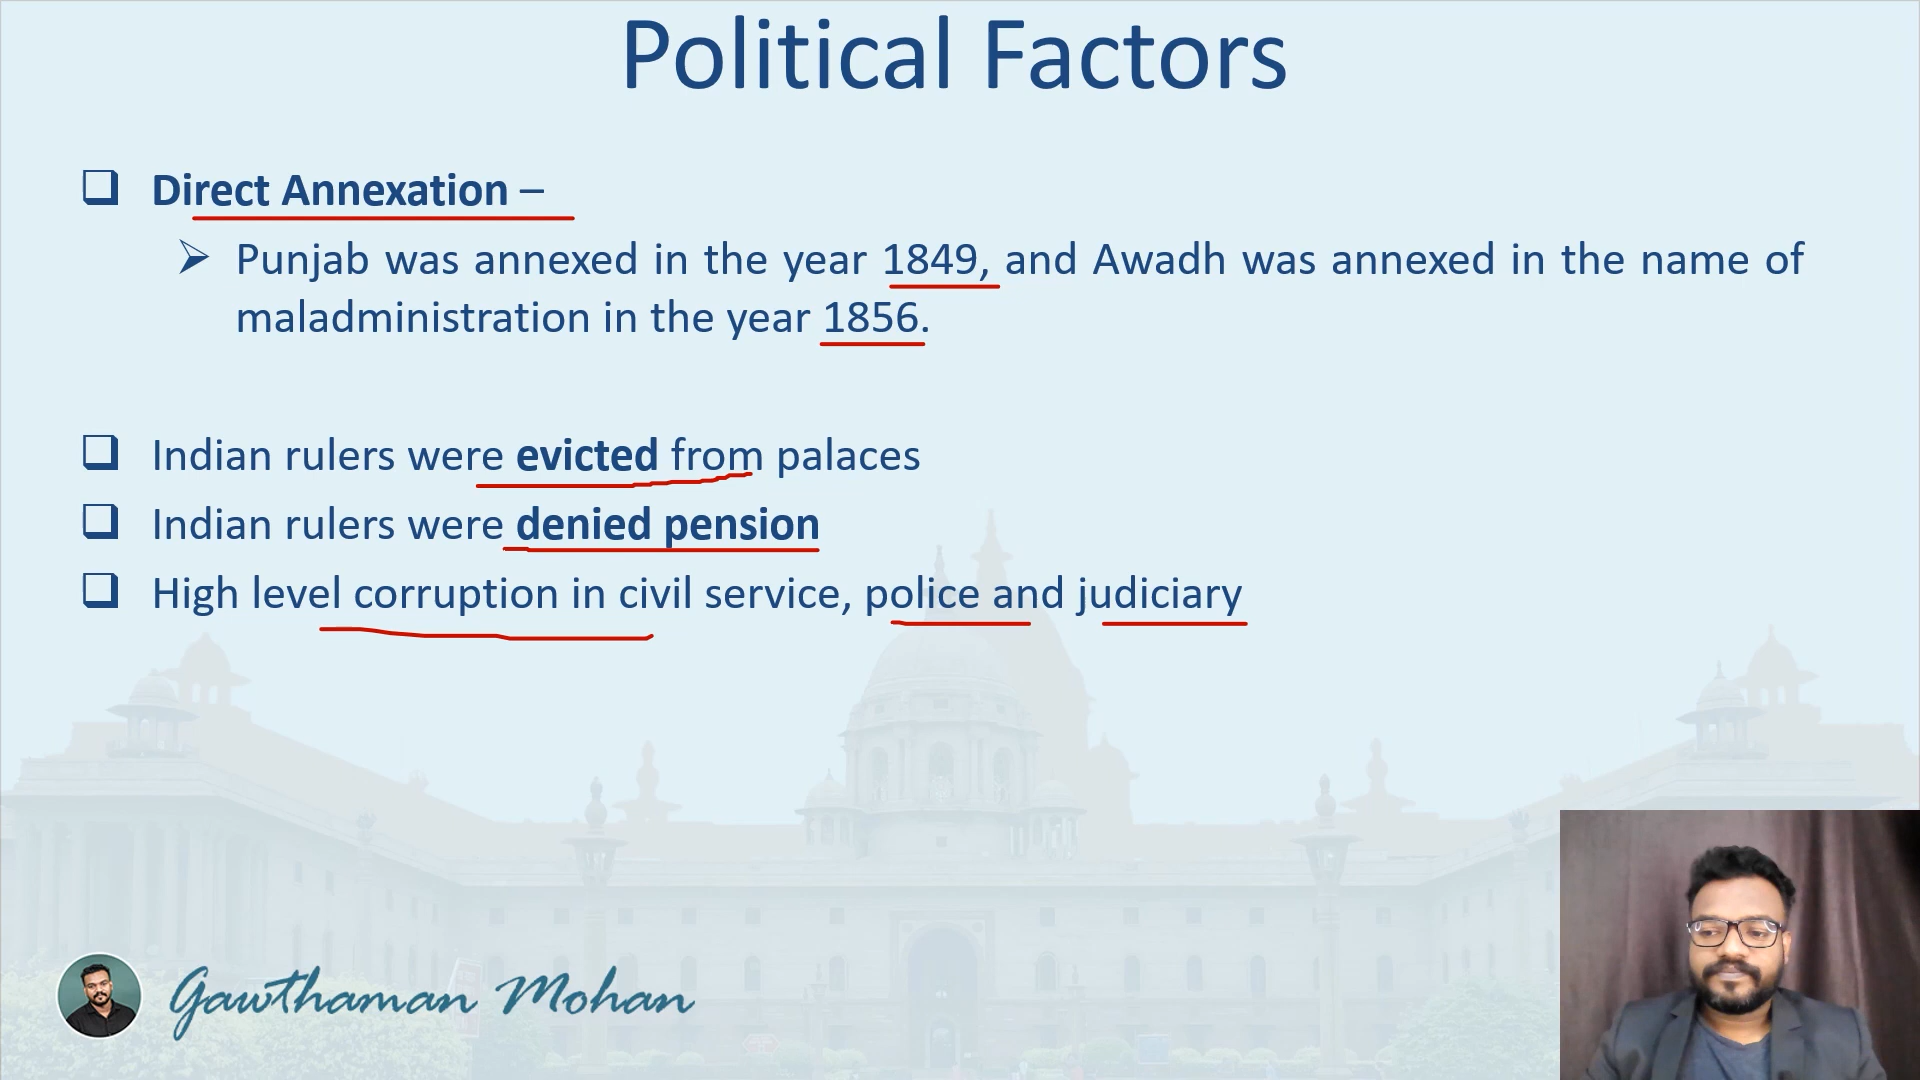 Political Factors
❑ Direct Annexation –
➢ Punjab was annexed in the year 1849, and Awadh was annexed in the name of
maladministration in the year 1856.
❑ Indian rulers were evicted from palaces
❑ Indian rulers were denied pension
❑ High level corruption in civil service, police and judiciary
Gawthaman Mohan